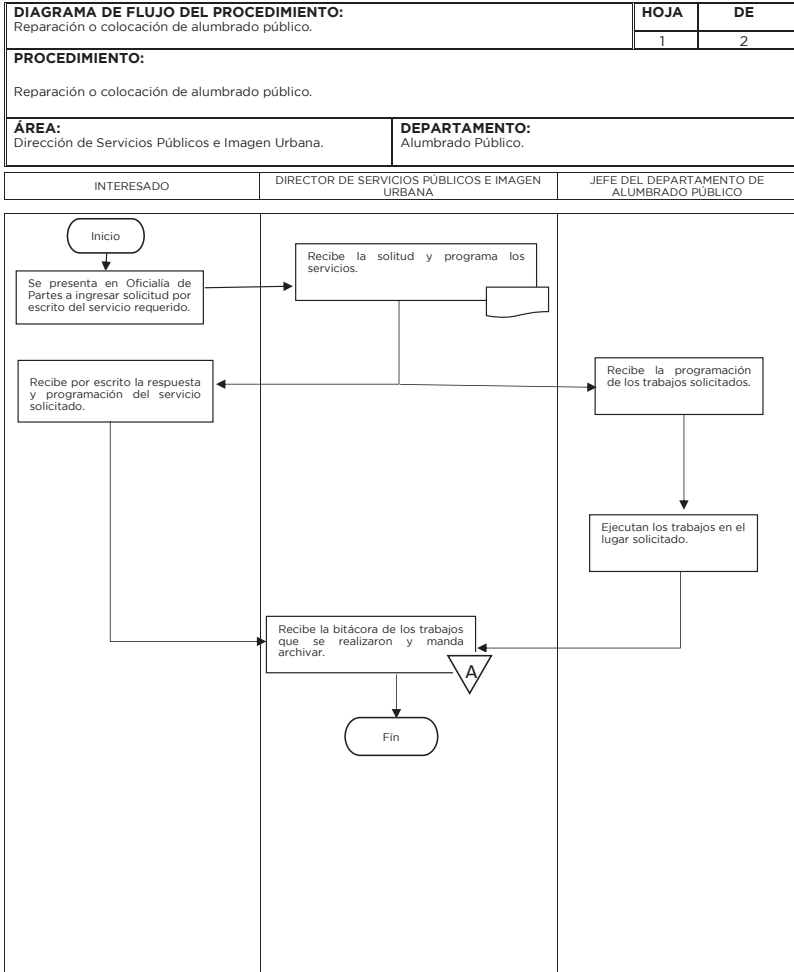 DIAGRAMA DE FLUJO DEL PROCEDIMIENTO:
Reparación o colocación de alumbrado público.
HOJA
DE
1
2
PROCEDIMIENTO:
Reparación o colocación de alumbrado público.
ÁREA:
Dirección de Servicios Públicos e Imagen Urbana.
DEPARTAMENTO:
Alumbrado Público.
INTERESADO
DIRECTOR DE SERVICIOS PÚBLICOS E IMAGEN
URBANA
JEFE DEL DEPARTAMENTO DE
ALUMBRADO PÚBLICO
Inicio
Se presenta en Oficialía de
Partes a ingresar solicitud por
escrito del servicio requerido.
Recibe la solitud y programa los
servicios.
Recibe por escrito la respuesta
y programación del servicio
solicitado.
Recibe la programación
de los trabajos solicitados.
Ejecutan los trabajos en el
lugar solicitado.
Recibe la bitácora de los trabajos
que se realizaron y manda
archivar.
A
Fín